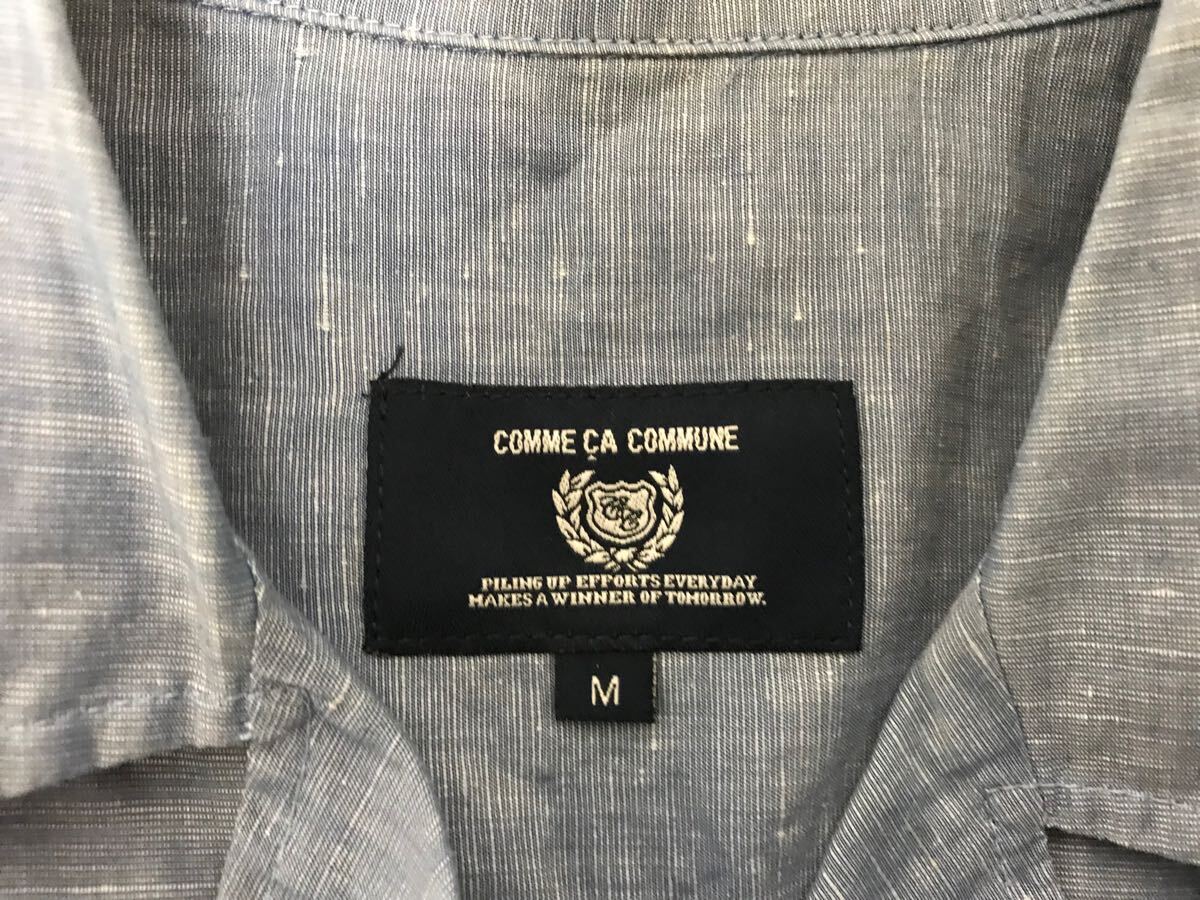 COMME ÇA COMMUNE
PILING UP EFFORTS EVERYDAY
MAKES A WINNER OF TOMORROW.
M